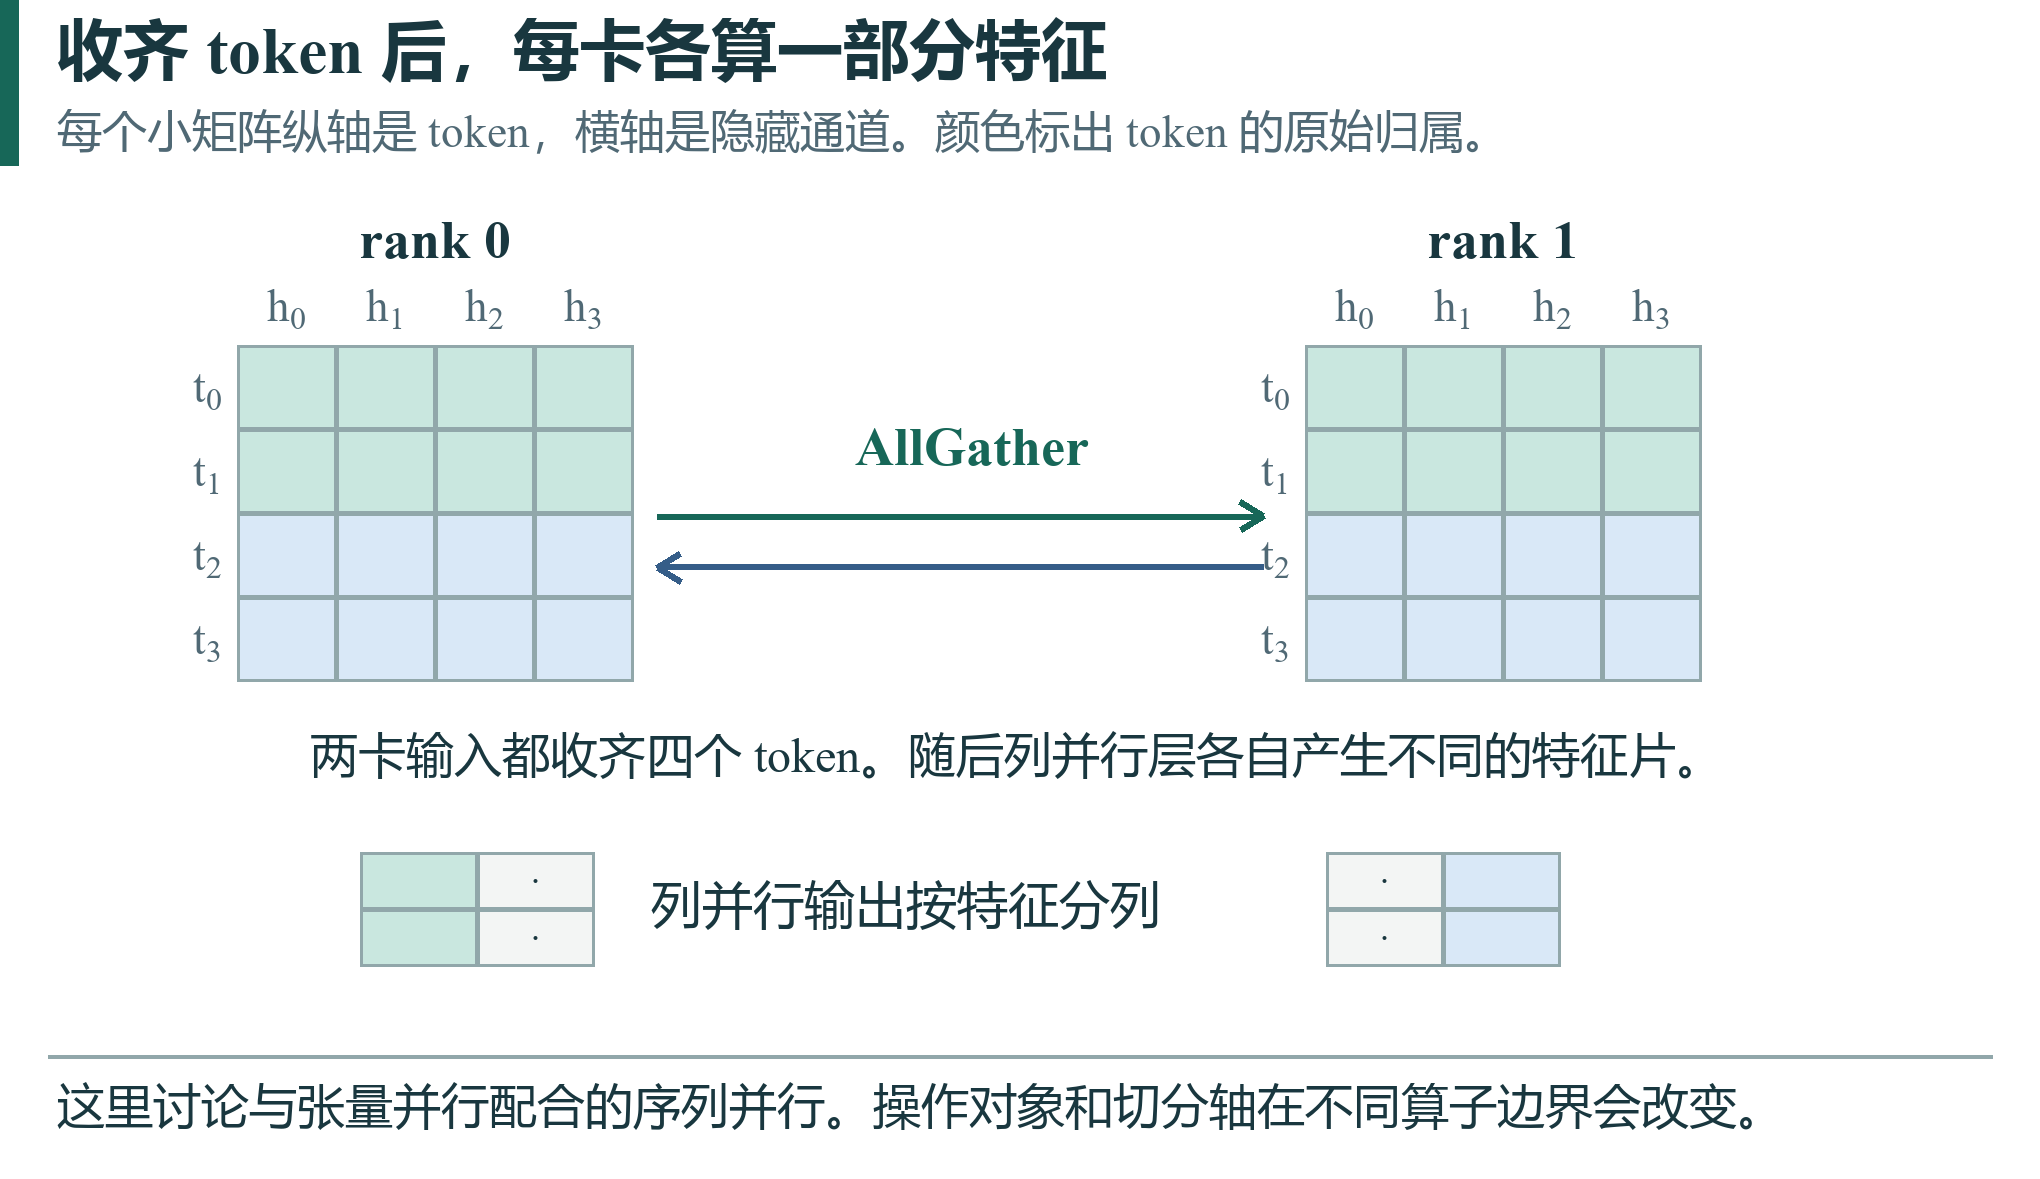 收齐 token 后，每卡各算一部分特征
每个小矩阵纵轴是 token，横轴是隐藏通道。颜色标出 token 的原始归属。
rank 0
rank 1
h₀ h₁ h₂ h₃
h₀ h₁ h₂ h₃
t₀
t₁
t₂
t₃
AllGather
t₀
t₁
t₂
t₃
两卡输入都收齐四个 token。随后列并行层各自产生不同的特征片。
·
·
列并行输出按特征分列
·
·
这里讨论与张量并行配合的序列并行。操作对象和切分轴在不同算子边界会改变。